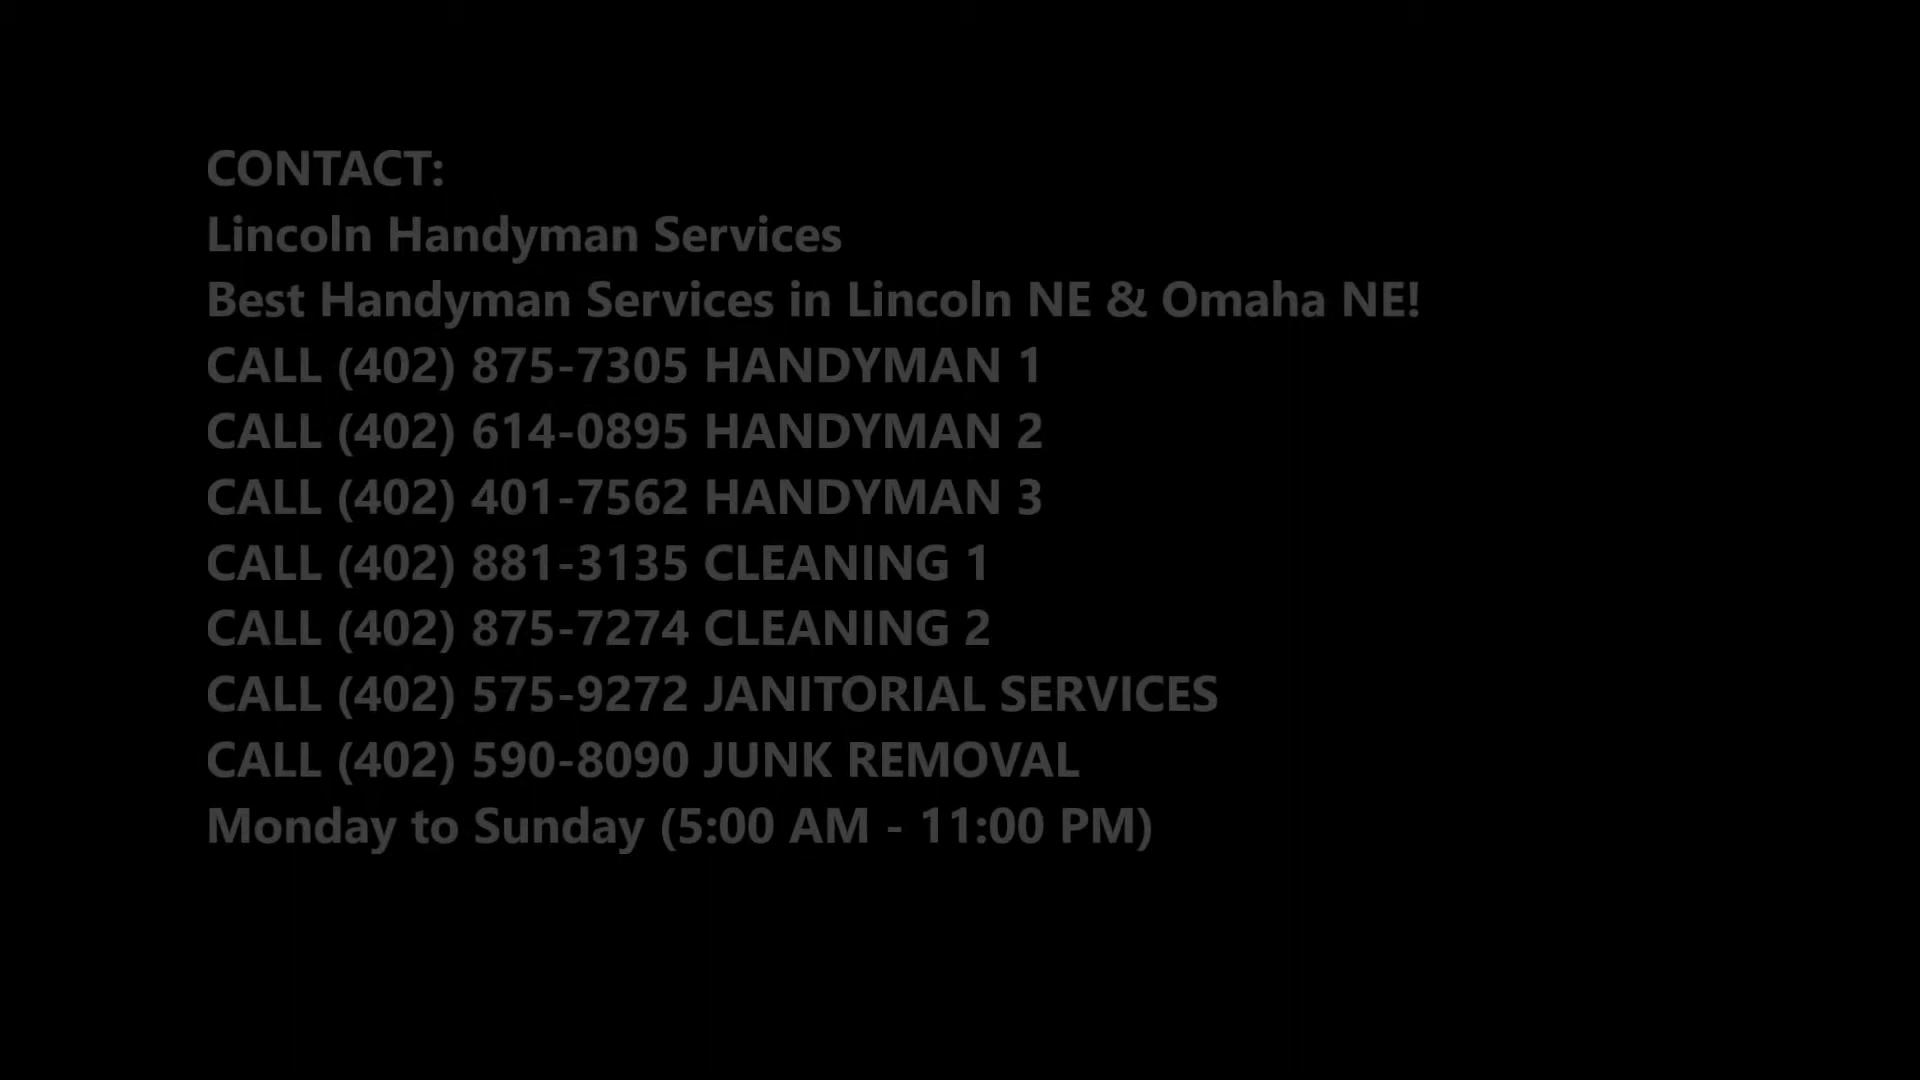 CONTACT:
Lincoln Handyman Services
Best Handyman Services in Lincoln NE & Omaha NE!
CALL (402) 875-7305 HANDYMAN 1
CALL (402) 614-0895 HANDYMAN 2
CALL (402) 401-7562 HANDYMAN 3
CALL (402) 881-3135 CLEANING 1
CALL (402) 875-7274 CLEANING 2
CALL (402) 575-9272 JANITORIAL SERVICES
CALL (402) 590-8090 JUNK REMOVAL
Monday to Sunday (5:00 AM - 11:00 PM)